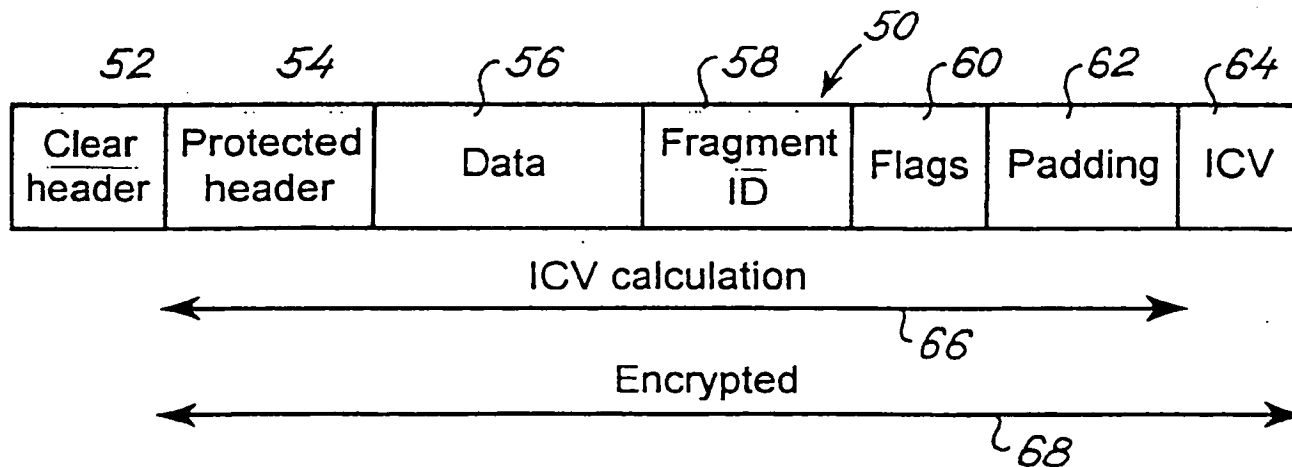 50
52 54 56 58 60 62 64
Clear header Protected header Data Fragment ID Flags Padding ICV
ICV calculation
66
Encrypted
68